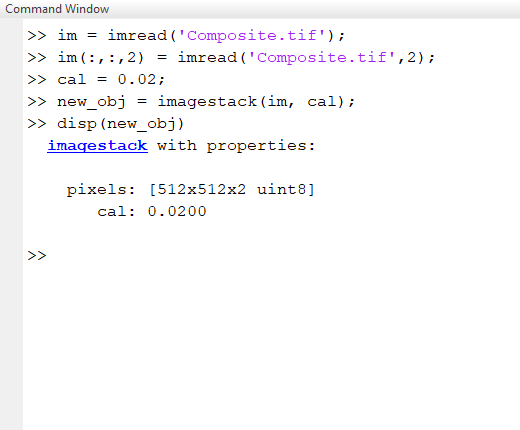 Command Window
>> im = imread('Composite.tif');
>> im(:,:,2) = imread('Composite.tif',2);
>> cal = 0.02;
>> new_obj = imagestack(im, cal);
>> disp(new_obj)
imagestack with properties:
pixels: [512x512x2 uint8]
cal: 0.0200
>>